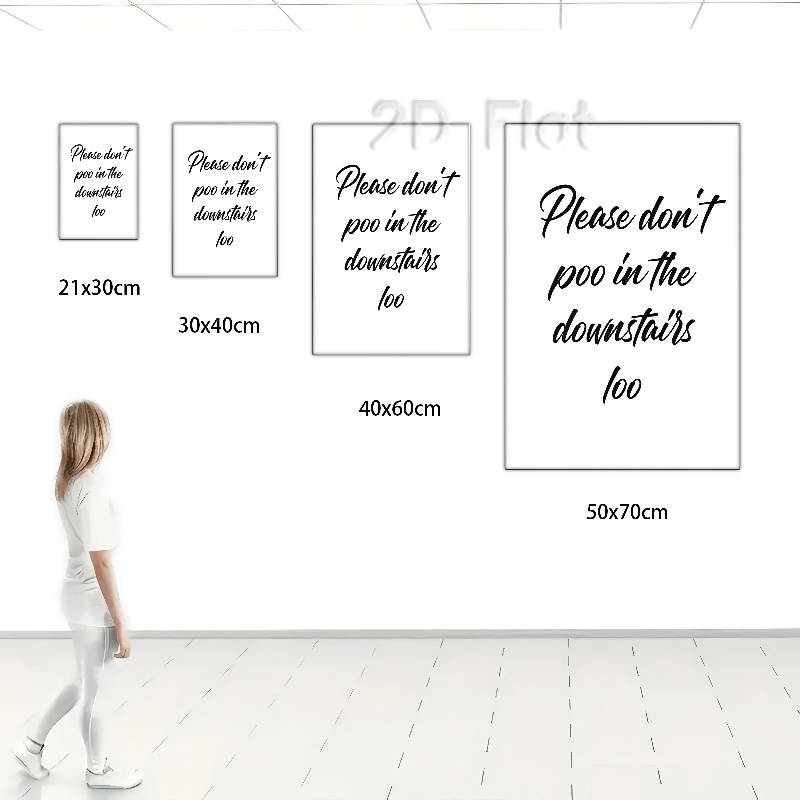 2D Flat
Please don't
poo in the
downstairs
loo
21x30cm
Please don't
poo in the
downstairs
loo
30x40cm
Please don't
poo in the
downstairs
loo
40x60cm
Please don't
poo in the
downstairs
loo
50x70cm